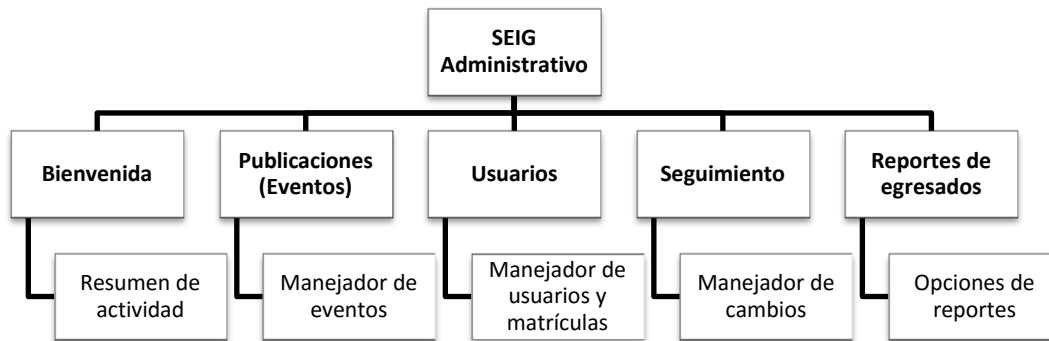 SEIG
Administrativo
Bienvenida
Publicaciones
(Eventos)
Usuarios
Seguimiento
Reportes de
egresados
Resumen de
actividad
Manejador de
eventos
Manejador de
usuarios y
matrículas
Manejador de
cambios
Opciones de
reportes